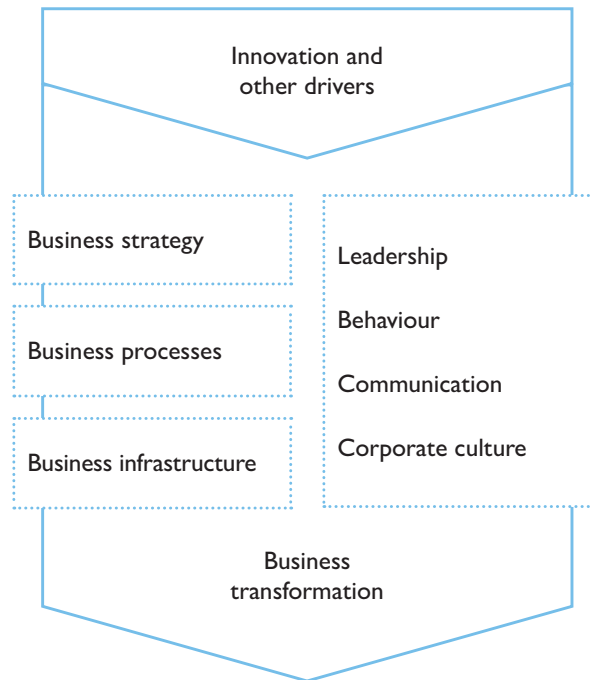 Innovation and
other drivers
Business strategy
Business processes
Business infrastructure
Leadership
Behaviour
Communication
Corporate culture
Business
transformation